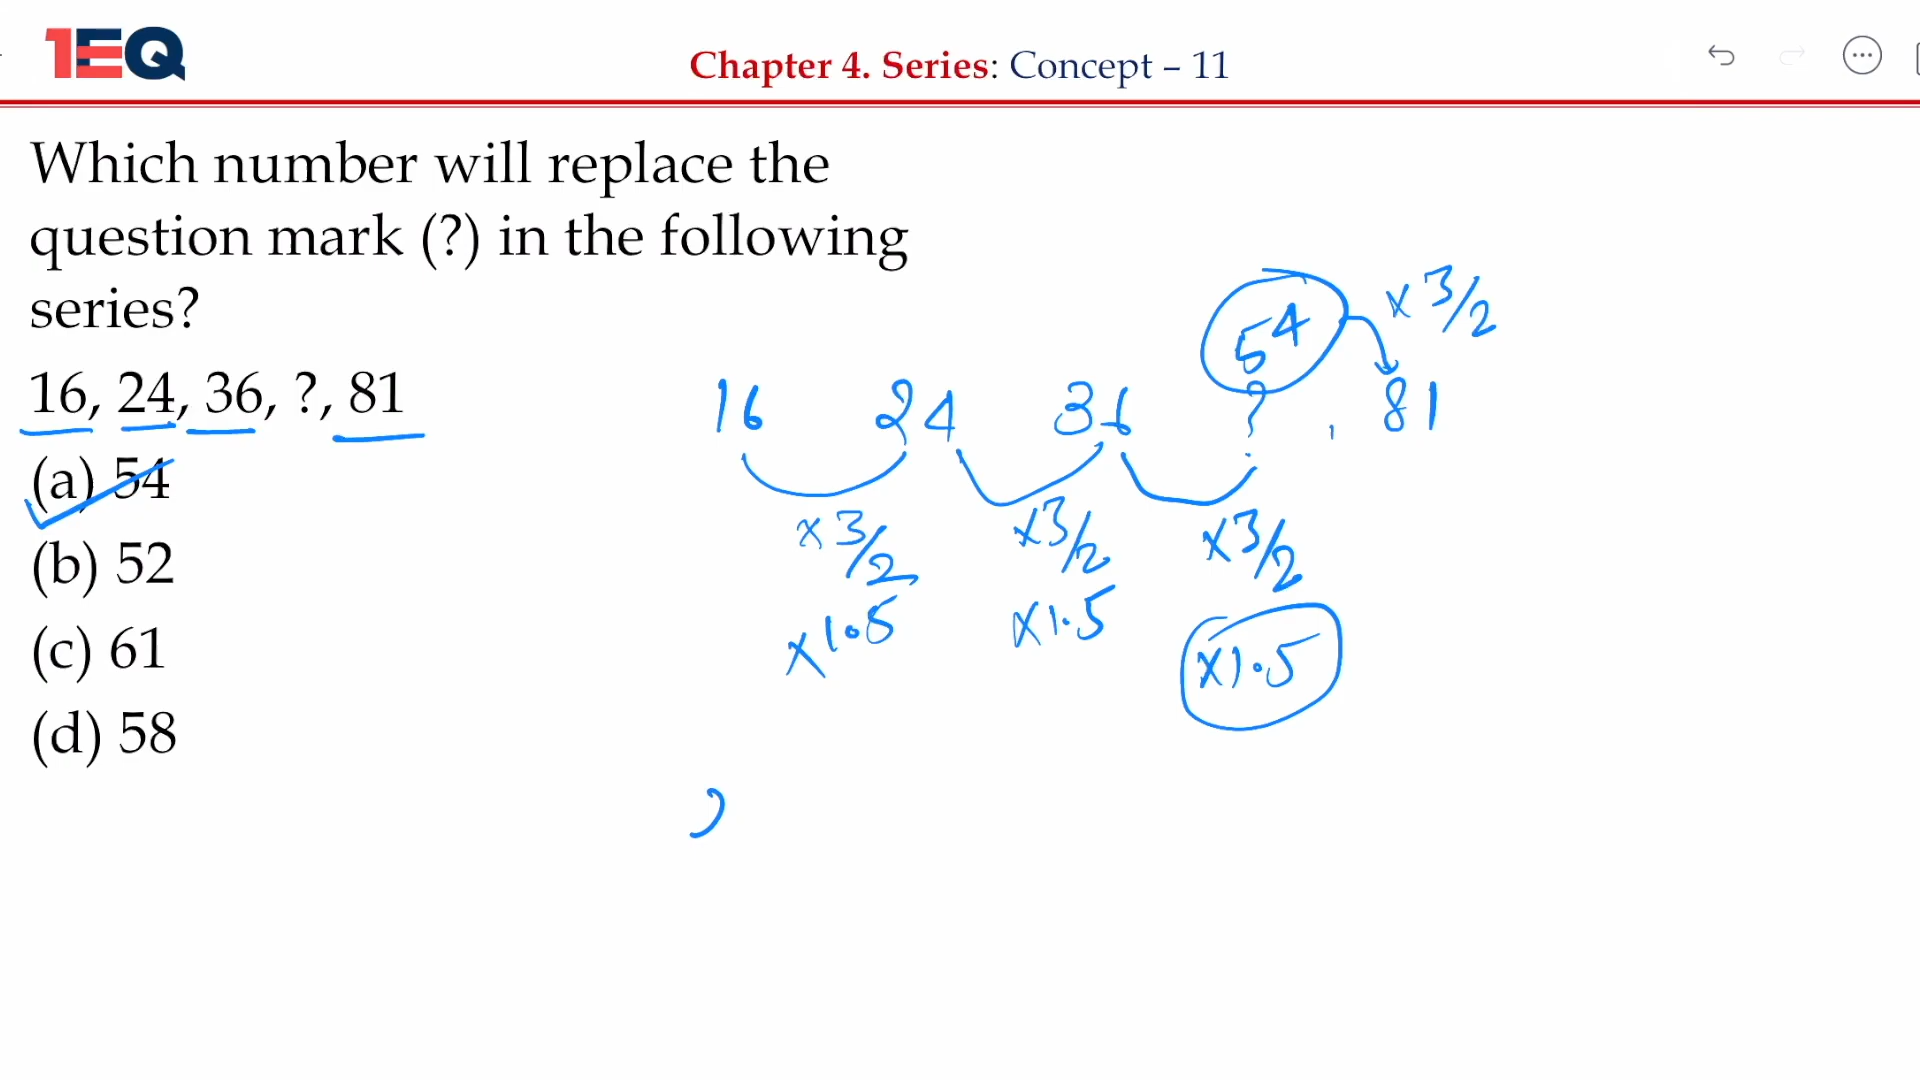 1EQ
Chapter 4. Series: Concept – 11
Which number will replace the
question mark (?) in the following
series?
16, 24, 36, ?, 81
(a) 54
(b) 52
(c) 61
(d) 58
54 × 3/2
16 24 36 ? 81
× 3/2 ×3/2 ×3/2
×1.5 ×1.5 ×1.5